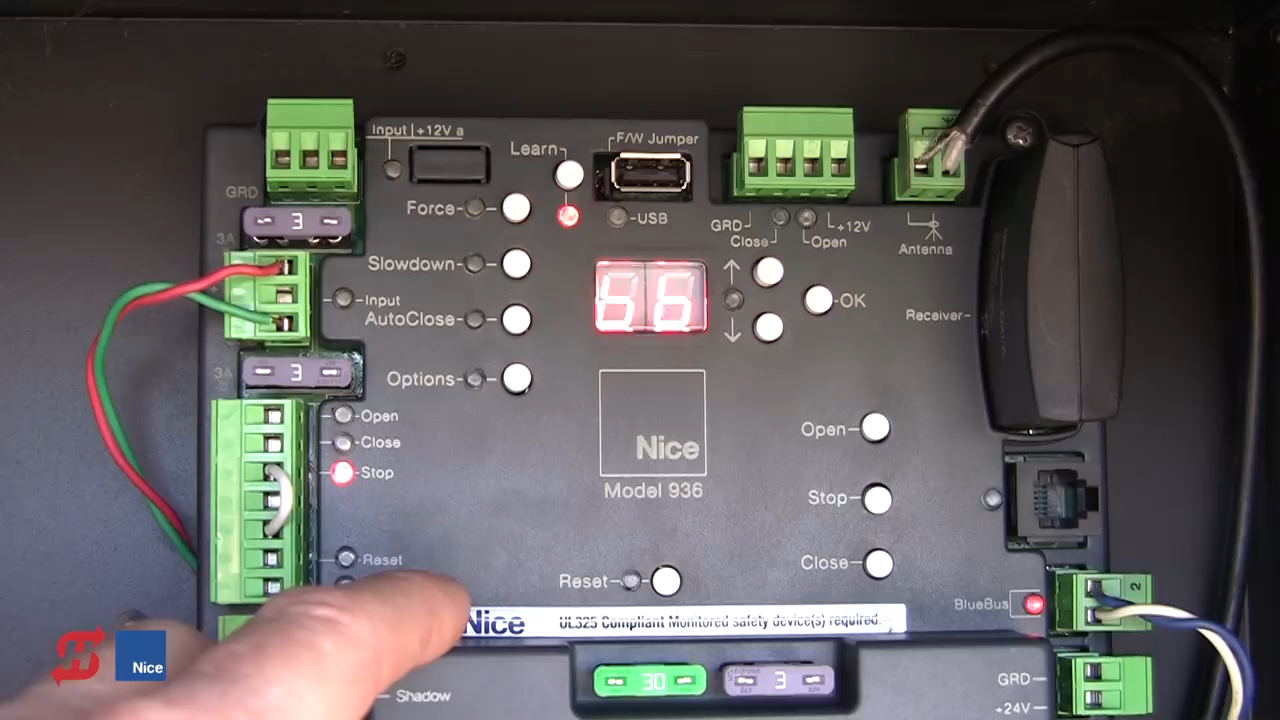 Input | +12V a
Learn
F/W Jumper
GRD
Force
USB
3
GRD
Close
Open
+12V
Antenna
3A
Slowdown
Input
66
OK
AutoClose
Receiver
3A
3
Options
Open
Close
Stop
Nice
Model 936
Open
Stop
Close
Reset
Reset
BlueBus
2
Nice UL325 Compliant Monitored safety device(s) required.
Nice
30
3
Shadow
GRD
+24V